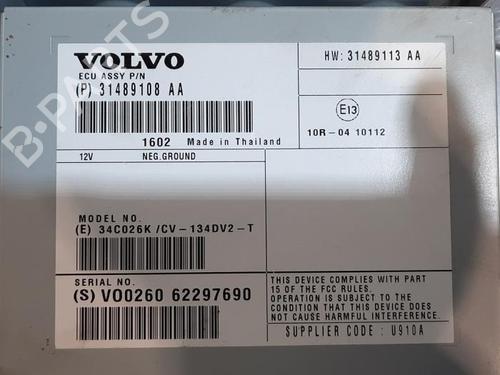 VOLVO
ECU ASSY P/N
(P) 31489108 AA
HW: 31489113 AA
E13
10R-04 10112
1602 Made in Thailand
12V NEG.GROUND
MODEL NO.
(E) 34C026K /CV-134DV2-T
SERIAL NO.
(S) VO0260 62297690
THIS DEVICE COMPLIES WITH PART
15 OF THE FCC RULES.
OPERATION IS SUBJECT TO THE
CONDITION THAT THIS DEVICE DOES
NOT CAUSE HARMFUL INTERFERENCE
SUPPLIER CODE : U910A
B-PARTS